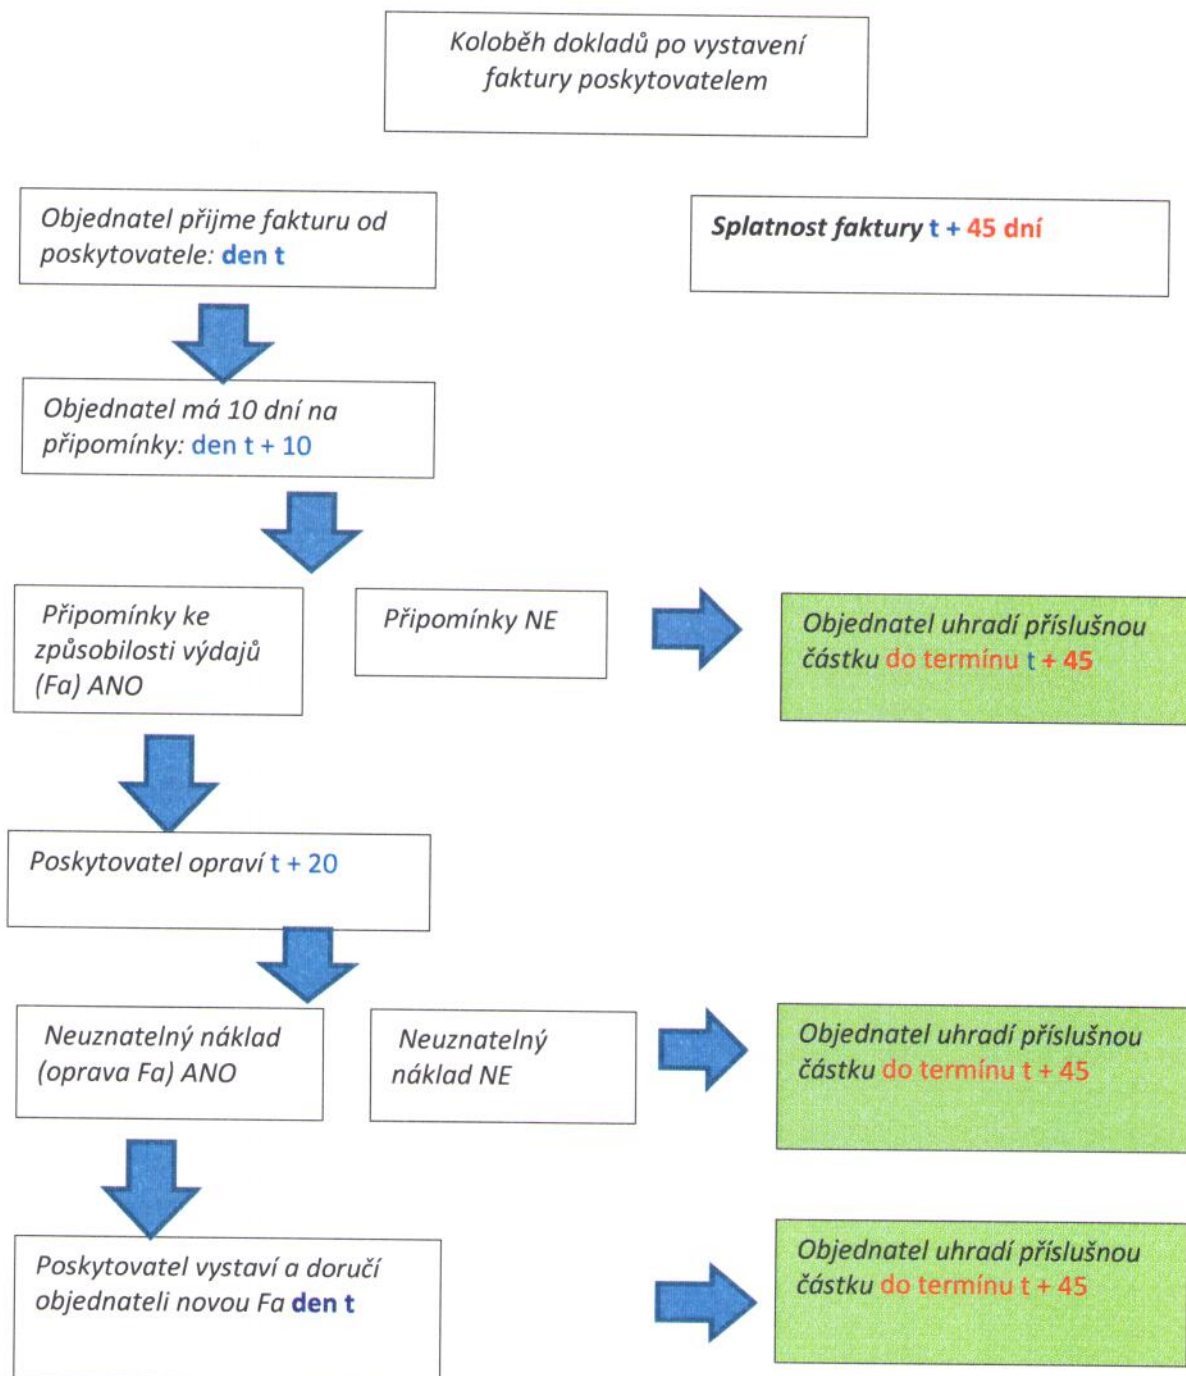 Koloběh dokladů po vystavení
faktury poskytovatelem
Objednatel přijme fakturu od
poskytovatele: den t
Splatnost faktury t + 45 dní
Objednatel má 10 dní na
připomínky: den t + 10
Připomínky ke
způsobilosti výdajů
(Fa) ANO
Připomínky NE
Objednatel uhradí příslušnou
částku do termínu t + 45
Poskytovatel opraví t + 20
Neuznatelný náklad
(oprava Fa) ANO
Neuznatelný
náklad NE
Objednatel uhradí příslušnou
částku do termínu t + 45
Poskytovatel vystaví a doručí
objednateli novou Fa den t
Objednatel uhradí příslušnou
částku do termínu t + 45